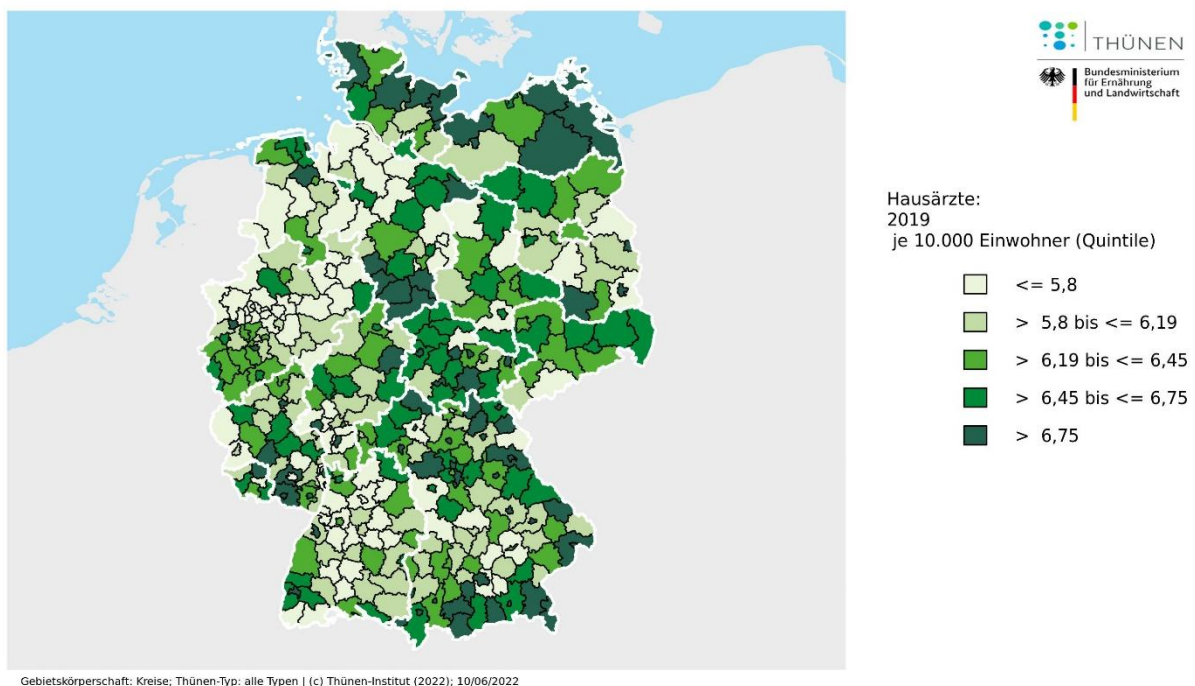 THÜNEN
Bundesministerium
für Ernährung
und Landwirtschaft
Hausärzte:
2019
je 10.000 Einwohner (Quintile)
<= 5,8
> 5,8 bis <= 6,19
> 6,19 bis <= 6,45
> 6,45 bis <= 6,75
> 6,75
Gebietskörperschaft: Kreise; Thünen-Typ: alle Typen | (c) Thünen-Institut (2022); 10/06/2022